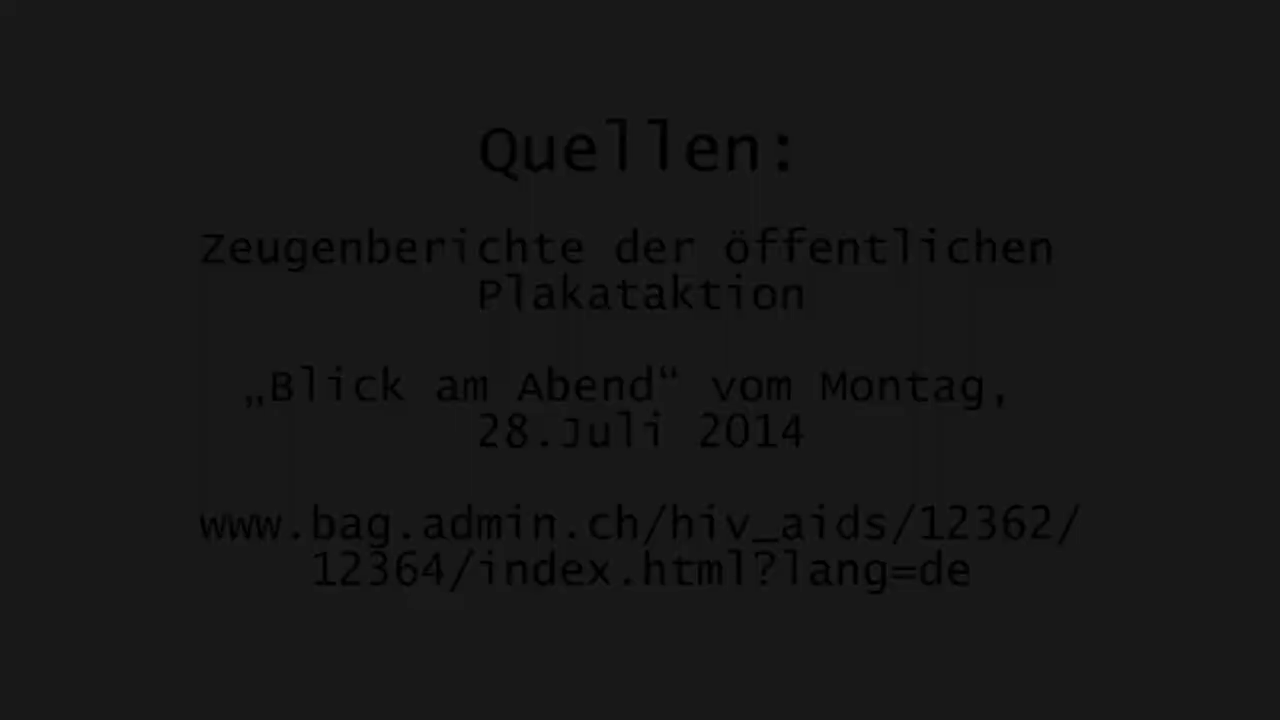 Quellen:
Zeugenberichte der öffentlichen
Plakataktion
„Blick am Abend“ vom Montag,
28.Juli 2014
www.bag.admin.ch/hiv_aids/12362/
12364/index.html?lang=de